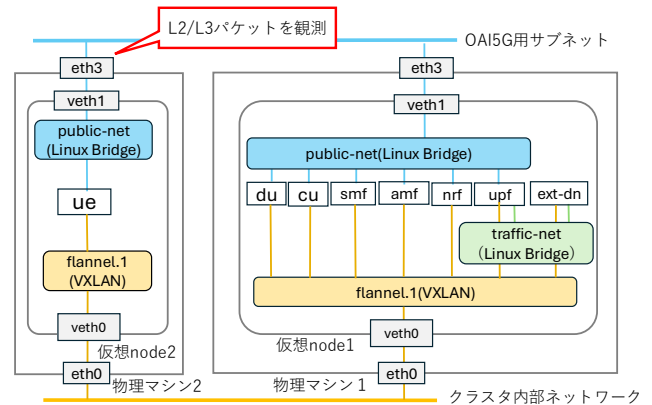 L2/L3パケットを観測
OAI5G用サブネット
eth3
eth3
veth1
veth1
public-net
(Linux Bridge)
public-net(Linux Bridge)
ue
du
cu
smf
amf
nrf
upf
ext-dn
traffic-net
（Linux Bridge）
flannel.1
(VXLAN)
flannel.1(VXLAN)
veth0
veth0
仮想node2
仮想node1
eth0
eth0
物理マシン2
物理マシン１
クラスタ内部ネットワーク